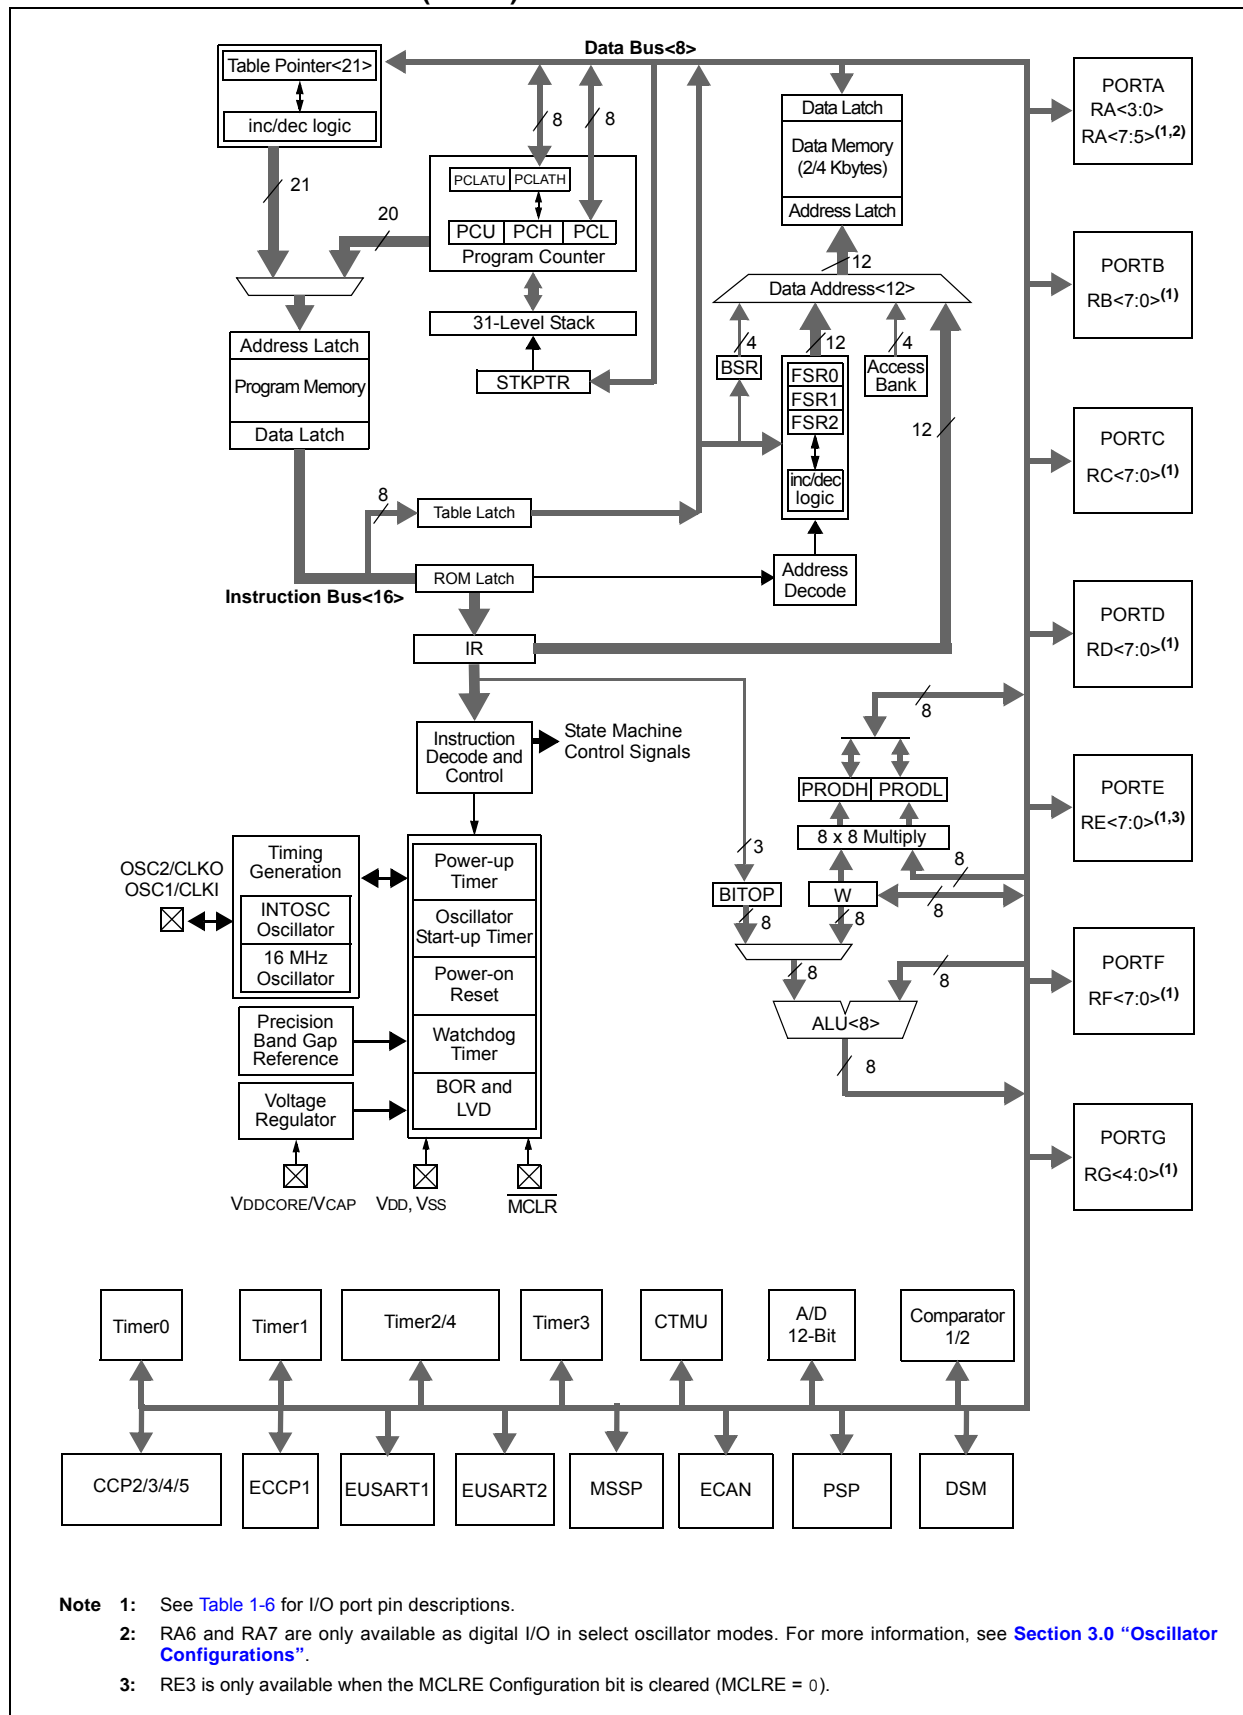 Data Bus<8>
Table Pointer<21>
inc/dec logic
21
20
8
8
PCLATU
PCLATH
PCU
PCH
PCL
Program Counter
31-Level Stack
STKPTR
Data Latch
Data Memory
(2/4 Kbytes)
Address Latch
12
Data Address<12>
4
12
4
BSR
FSR0
FSR1
FSR2
inc/dec
logic
Access
Bank
12
Address
Decode
Address Latch
Program Memory
Data Latch
8
Table Latch
ROM Latch
Instruction Bus<16>
IR
Instruction
Decode and
Control
State Machine
Control Signals
8
PRODH
PRODL
8 x 8 Multiply
3
8
BITOP
W
8
8
8
8
8
ALU<8>
8
OSC2/CLKO
OSC1/CLKI
Timing
Generation
INTOSC
Oscillator
16 MHz
Oscillator
Precision
Band Gap
Reference
Voltage
Regulator
Power-up
Timer
Oscillator
Start-up Timer
Power-on
Reset
Watchdog
Timer
BOR and
LVD
VDDCORE/VCAP
VDD, VSS
MCLR
PORTA
RA<3:0>
RA<7:5>(1,2)
PORTB
RB<7:0>(1)
PORTC
RC<7:0>(1)
PORTD
RD<7:0>(1)
PORTE
RE<7:0>(1,3)
PORTF
RF<7:0>(1)
PORTG
RG<4:0>(1)
Timer0
Timer1
Timer2/4
Timer3
CTMU
A/D
12-Bit
Comparator
1/2
CCP2/3/4/5
ECCP1
EUSART1
EUSART2
MSSP
ECAN
PSP
DSM
Note 1: See Table 1-6 for I/O port pin descriptions.
2: RA6 and RA7 are only available as digital I/O in select oscillator modes. For more information, see Section 3.0 “Oscillator
Configurations”.
3: RE3 is only available when the MCLRE Configuration bit is cleared (MCLRE = 0).